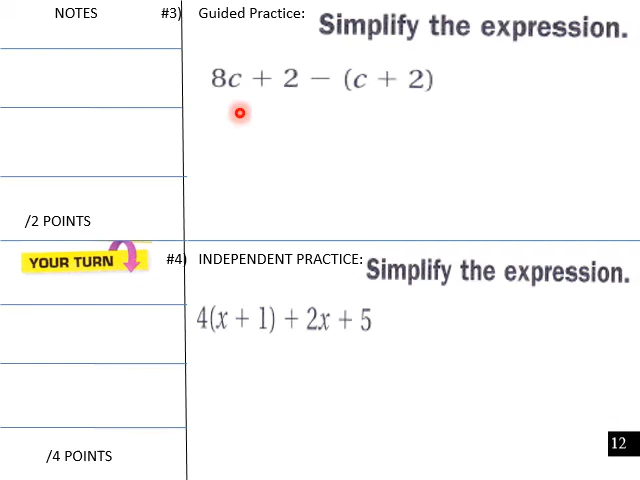 NOTES
#3) Guided Practice:
Simplify the expression.
8c + 2 − (c + 2)
/2 POINTS
YOUR TURN
#4) INDEPENDENT PRACTICE:
Simplify the expression.
4(x + 1) + 2x + 5
/4 POINTS
12